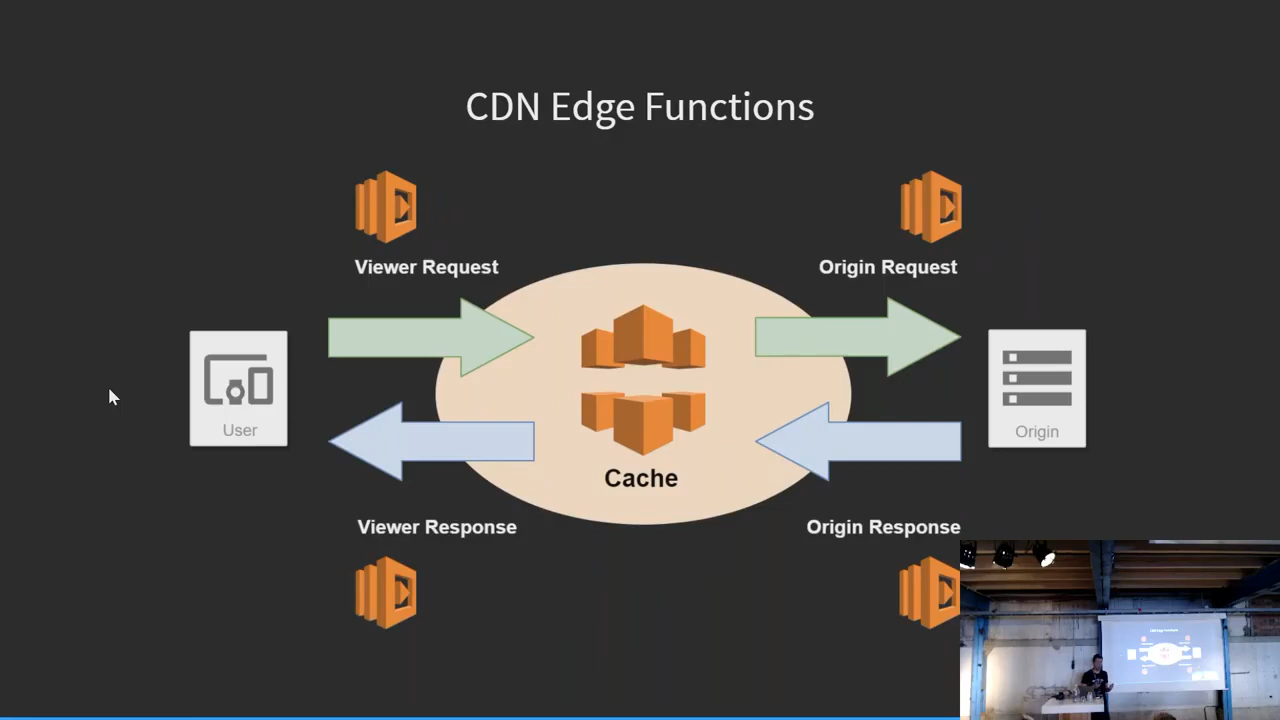 CDN Edge Functions
Viewer Request
Origin Request
User
Cache
Origin
Viewer Response
Origin Response